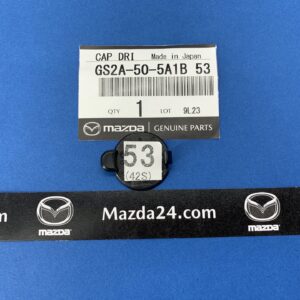 CAP DRI Made in Japan
GS2A-50-5A1B 53
QTY 1 TOT 9L23
mazda GENUINE PARTS
53
(42S)
mazda Mazda24.com mazda